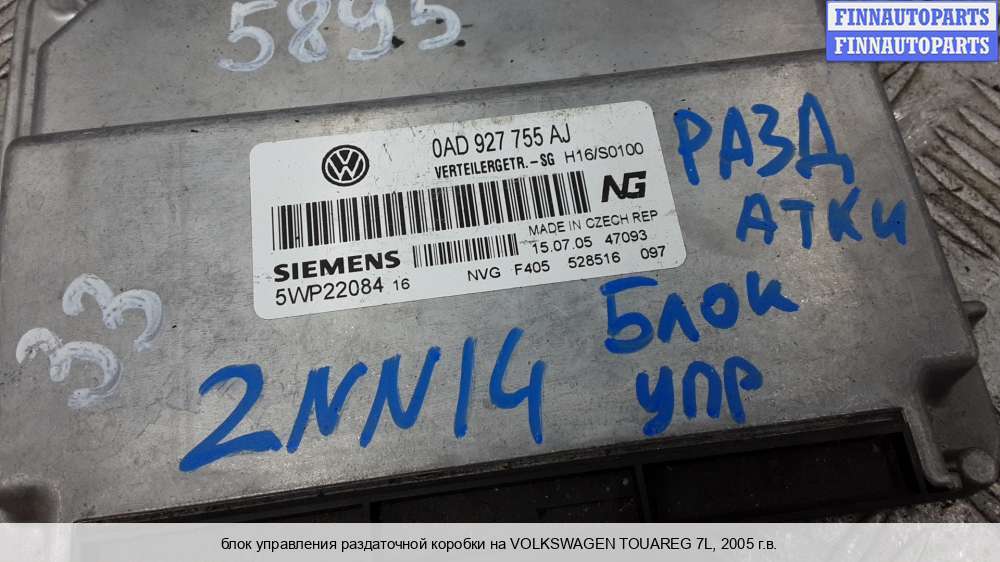 FINNAUTOPARTS
FINNAUTOPARTS
5895
0AD 927 755 AJ
VERTEILERGETR.-SG H16/S0100
NG
MADE IN CZECH REP
15.07.05 47093
SIEMENS
5WP22084 16
NVG F405 528516 097
РАЗД
АТКИ
БЛОК
УПР
33
2NN14
блок управления раздаточной коробки на VOLKSWAGEN TOUAREG 7L, 2005 г.в.